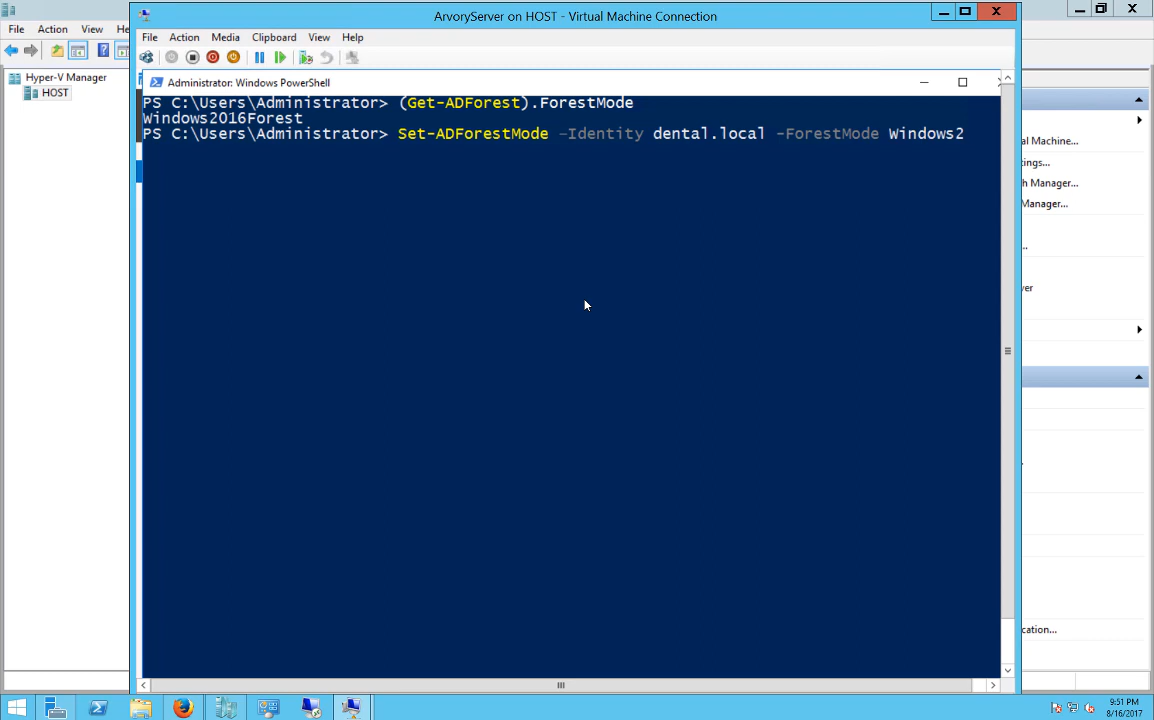 ArvoryServer on HOST - Virtual Machine Connection
File Action View He
File Action Media Clipboard View Help
Hyper-V Manager
HOST
Administrator: Windows PowerShell
PS C:\Users\Administrator> (Get-ADForest).ForestMode
Windows2016Forest
PS C:\Users\Administrator> Set-ADForestMode -Identity dental.local -ForestMode Windows2
al Machine...
ings...
h Manager...
Manager...
...
ver
cation...
9:51 PM
8/16/2017